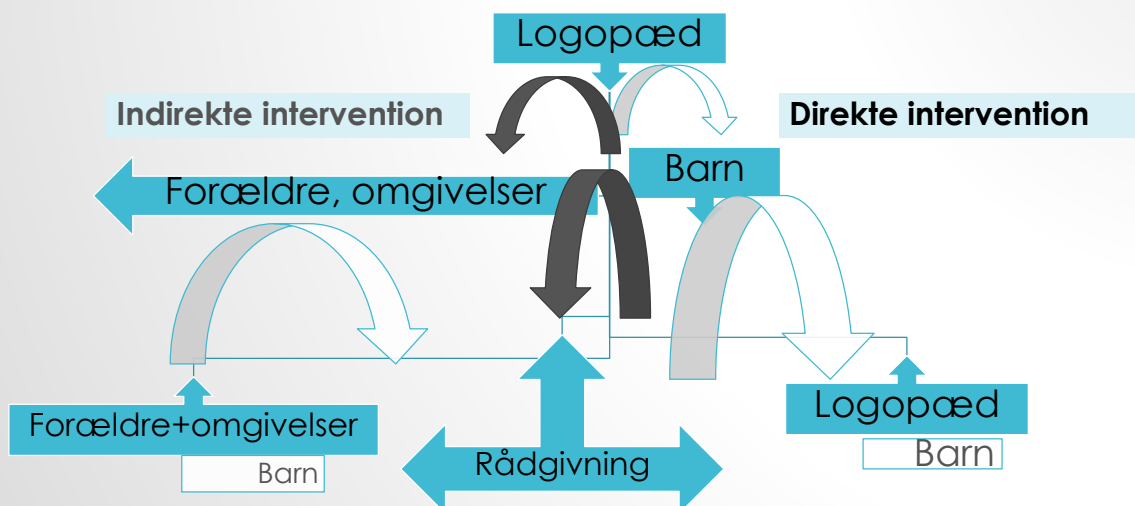 Logopæd
Indirekte intervention
Direkte intervention
Forældre, omgivelser
Barn
Forældre+omgivelser
Barn
Rådgivning
Logopæd
Barn